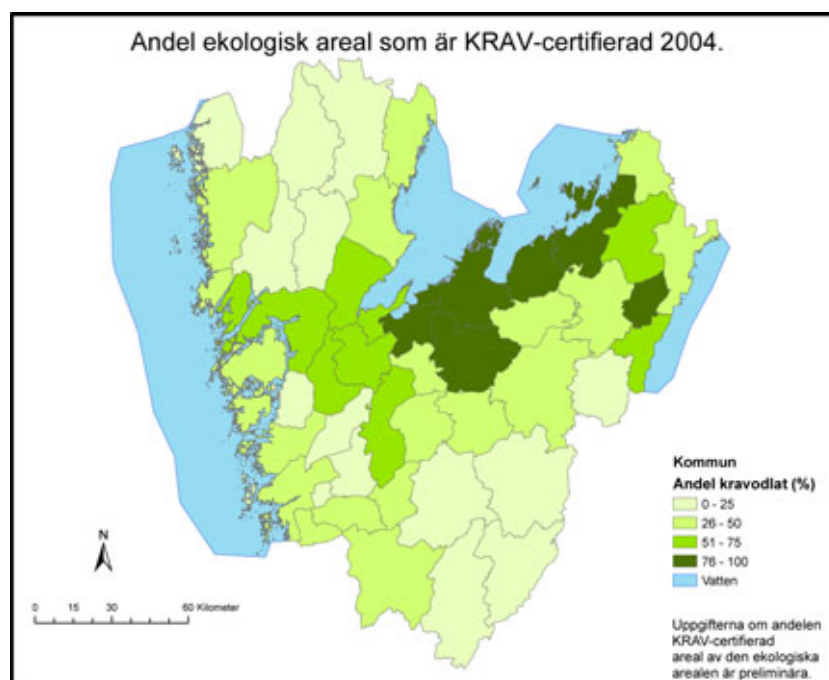 Andel ekologisk areal som är KRAV-certifierad 2004.
Kommun
Andel kravodlat (%)
0 - 25
26 - 50
51 - 75
76 - 100
Vatten
N
0 30 60 Kilometer
Uppgifterna om andelen
KRAV-certifierad
areal av den ekologiska
arealen är preliminära.